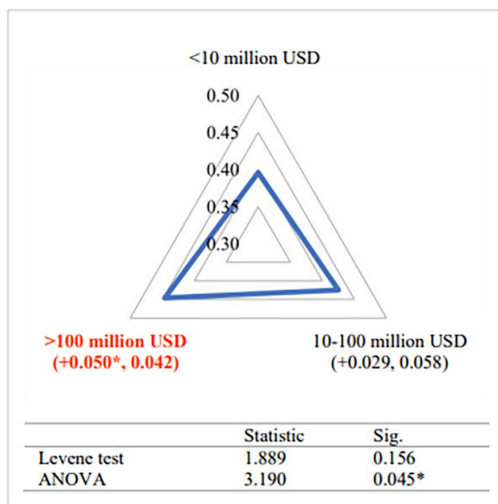 <10 million USD
0.50
0.45
0.40
0.35
0.30
>100 million USD
(+0.050*, 0.042)
10-100 million USD
(+0.029, 0.058)
Statistic Sig.
Levene test 1.889 0.156
ANOVA 3.190 0.045*